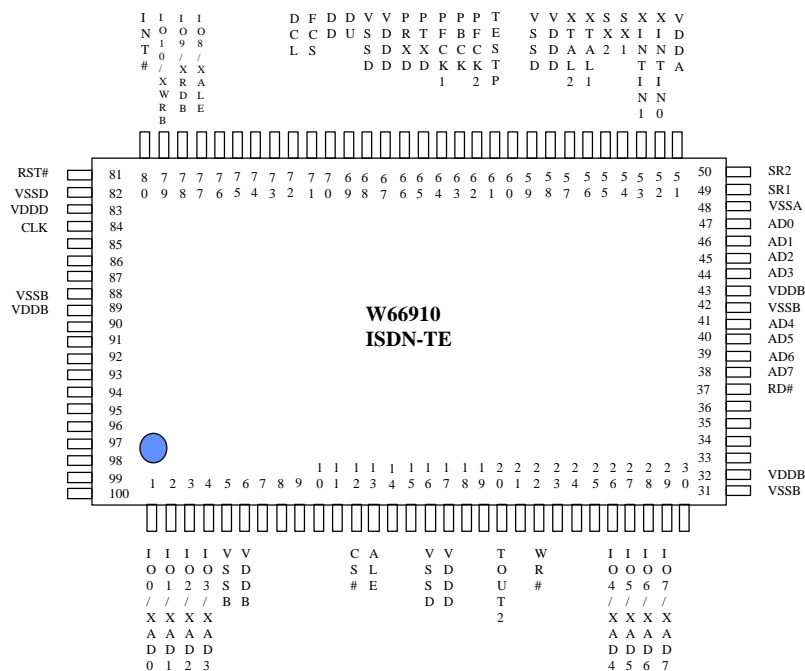 INT#
IO10/XWRB
IO9/XRDB
IO8/XALE
DCL
FCS
DD
DU
VSSD
VDDD
PRXD
PTXD
PFCK1
PBCK
PFCK2
TESTP
VSSD
VDDD
XTAL2
XTAL1
SX2
SX1
XINTIN1
XINTIN0
VDDA
80
79
78
77
76
75
74
73
72
71
70
69
68
67
66
65
64
63
62
61
60
59
58
57
56
55
54
53
52
51
RST# 81
VSSD 82
VDDD 83
CLK 84
85
86
87
VSSB 88
VDDB 89
90
91
92
93
94
95
96
97
98
99
100
W66910
ISDN-TE
50 SR2
49 SR1
48 VSSA
47 AD0
46 AD1
45 AD2
44 AD3
43 VDDB
42 VSSB
41 AD4
40 AD5
39 AD6
38 AD7
37 RD#
36
35
34
33
32 VDDB
31 VSSB
1
2
3
4
5
6
7
8
9
10
11
12
13
14
15
16
17
18
19
20
21
22
23
24
25
26
27
28
29
30
IO0/XAD0
IO1/XAD1
IO2/XAD2
IO3/XAD3
VSSB
VDDB
CS#
ALE
VSSD
VDDD
TOUT2
WR#
IO4/XAD4
IO5/XAD5
IO6/XAD6
IO7/XAD7